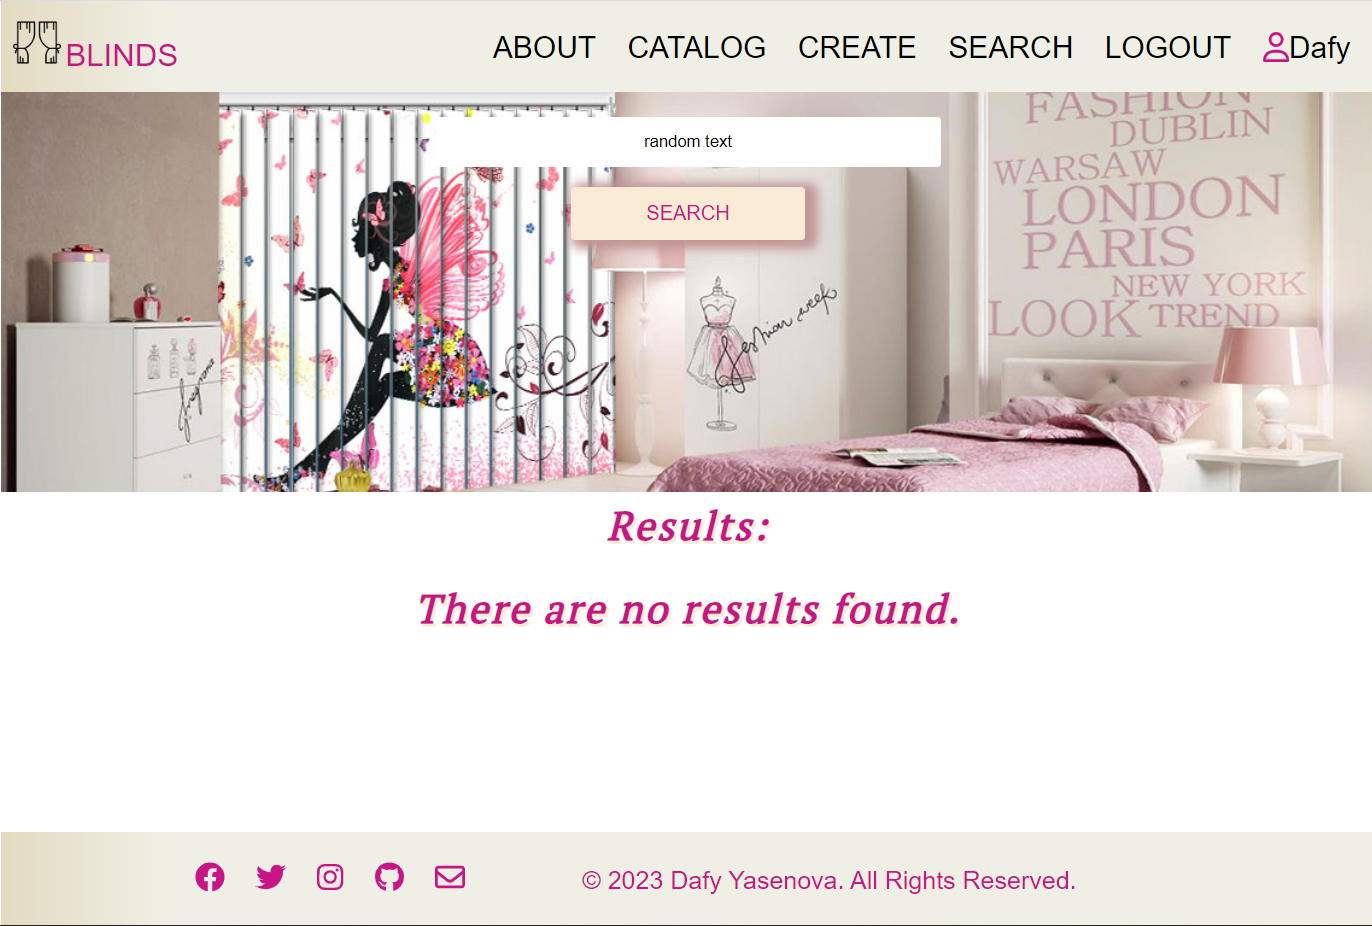 BLINDS
ABOUT CATALOG CREATE SEARCH LOGOUT Dafy
random text
SEARCH
FASHION
DUBLIN
WARSAW
LONDON
PARIS
NEW YORK
LOOK TREND
Fashion week
Results:
There are no results found.
© 2023 Dafy Yasenova. All Rights Reserved.